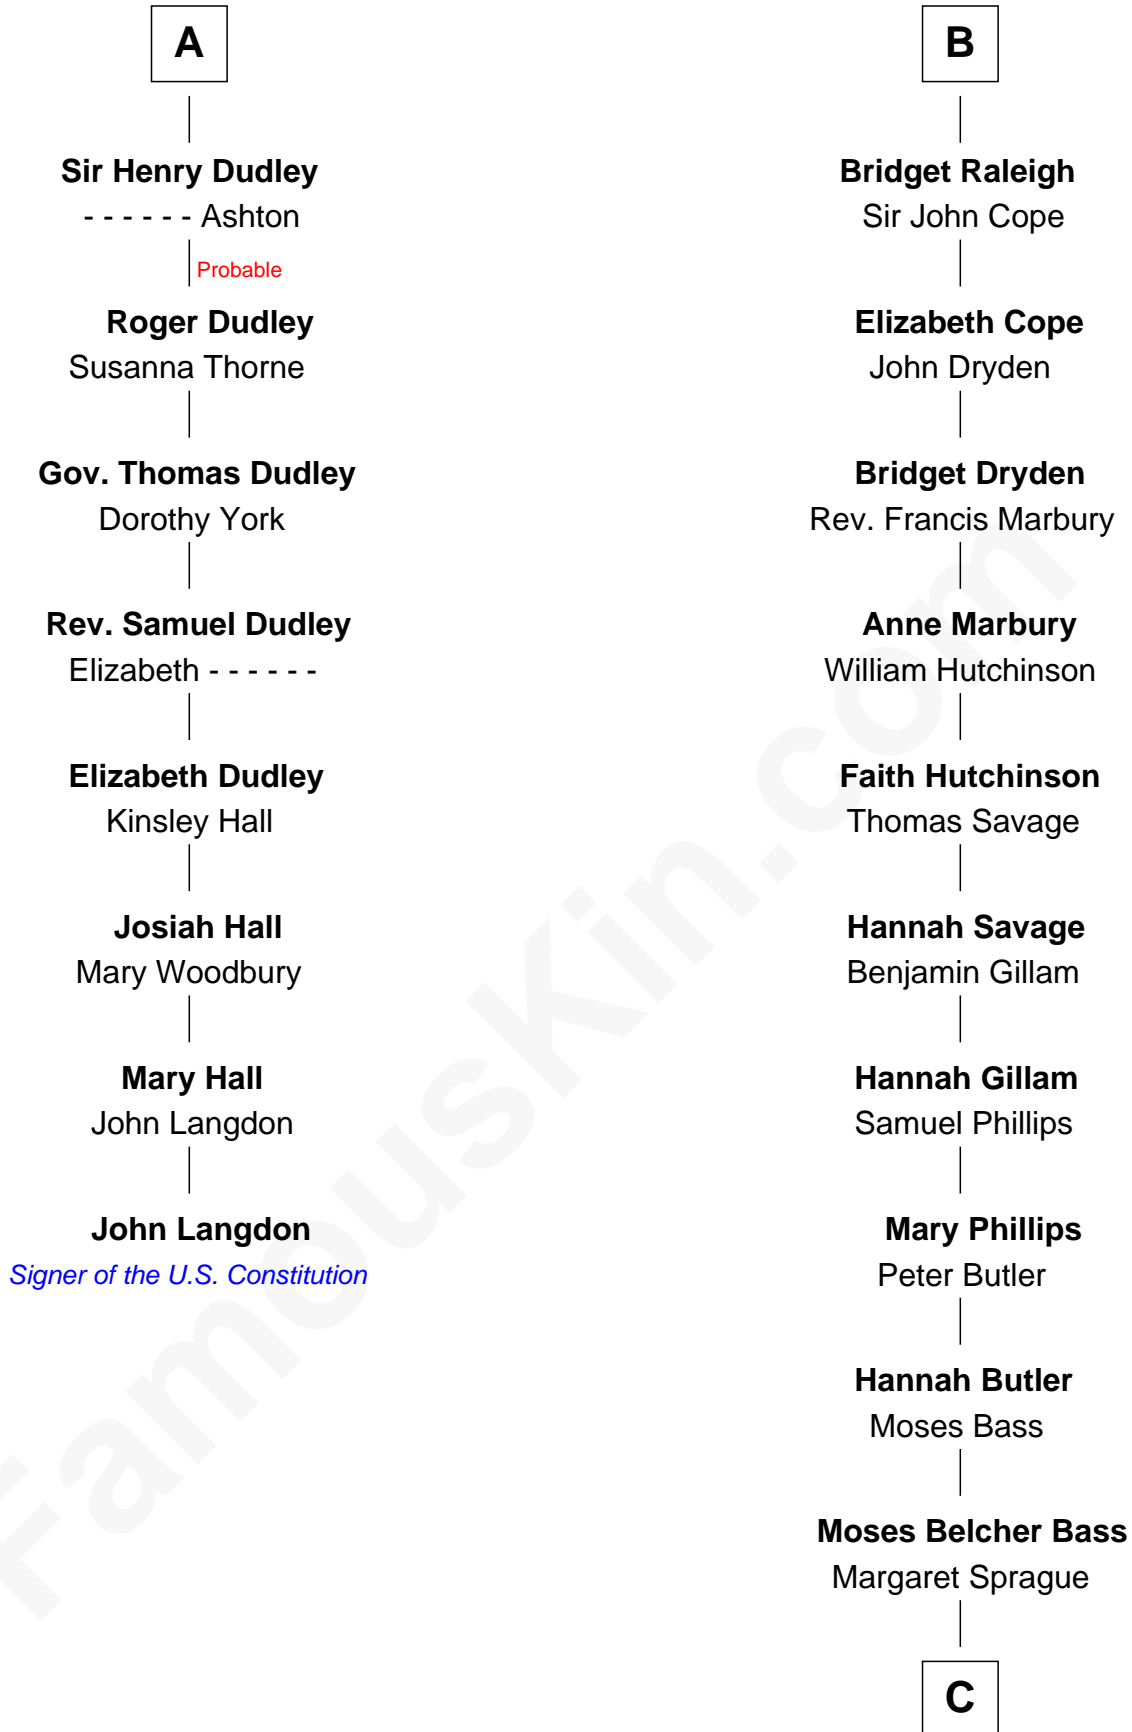 A
Sir Henry Dudley
- - - - - - Ashton
Probable
Roger Dudley
Susanna Thorne
Gov. Thomas Dudley
Dorothy York
Rev. Samuel Dudley
Elizabeth - - - - - -
Elizabeth Dudley
Kinsley Hall
Josiah Hall
Mary Woodbury
Mary Hall
John Langdon
John Langdon
Signer of the U.S. Constitution
B
Bridget Raleigh
Sir John Cope
Elizabeth Cope
John Dryden
Bridget Dryden
Rev. Francis Marbury
Anne Marbury
William Hutchinson
Faith Hutchinson
Thomas Savage
Hannah Savage
Benjamin Gillam
Hannah Gillam
Samuel Phillips
Mary Phillips
Peter Butler
Hannah Butler
Moses Bass
Moses Belcher Bass
Margaret Sprague
C
FamousKin.com